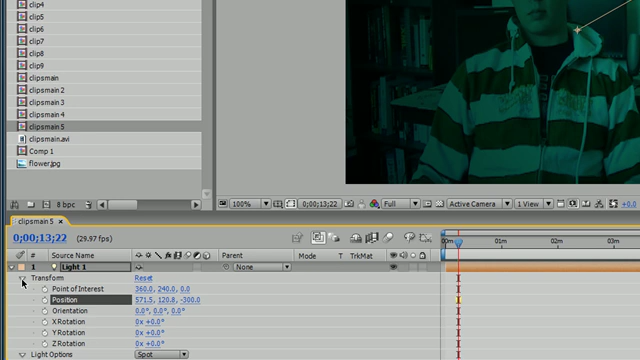 clip4
clip5
clip6
clip7
clip8
clip9
clipsmain
clipsmain 2
clipsmain 3
clipsmain 4
clipsmain 5
clipsmain.avi
Comp 1
flower.jpg
8 bpc
100%
0;00;13;22
Full
Active Camera
1 View
+0.0
clipsmain 5
0;00;13;22 (29.97 fps)
# Source Name Parent Mode T TrkMat
00m 01m 02m 03m
1 Light 1 None
Transform Reset
Point of Interest 360.0, 240.0, 0.0
Position 571.5, 120.8, -300.0
Orientation 0.0°, 0.0°, 0.0°
X Rotation 0x +0.0°
Y Rotation 0x +0.0°
Z Rotation 0x +0.0°
Light Options Spot